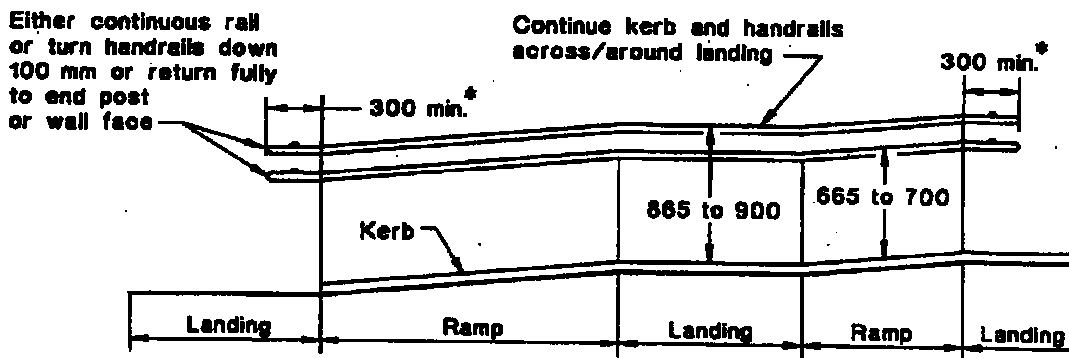 Either continuous rail
or turn handrails down
100 mm or return fully
to end post
or wall face
Continue kerb and handrails
across/around landing
300 min.*
300 min.*
865 to 900
665 to 700
Kerb
Landing
Ramp
Landing
Ramp
Landing